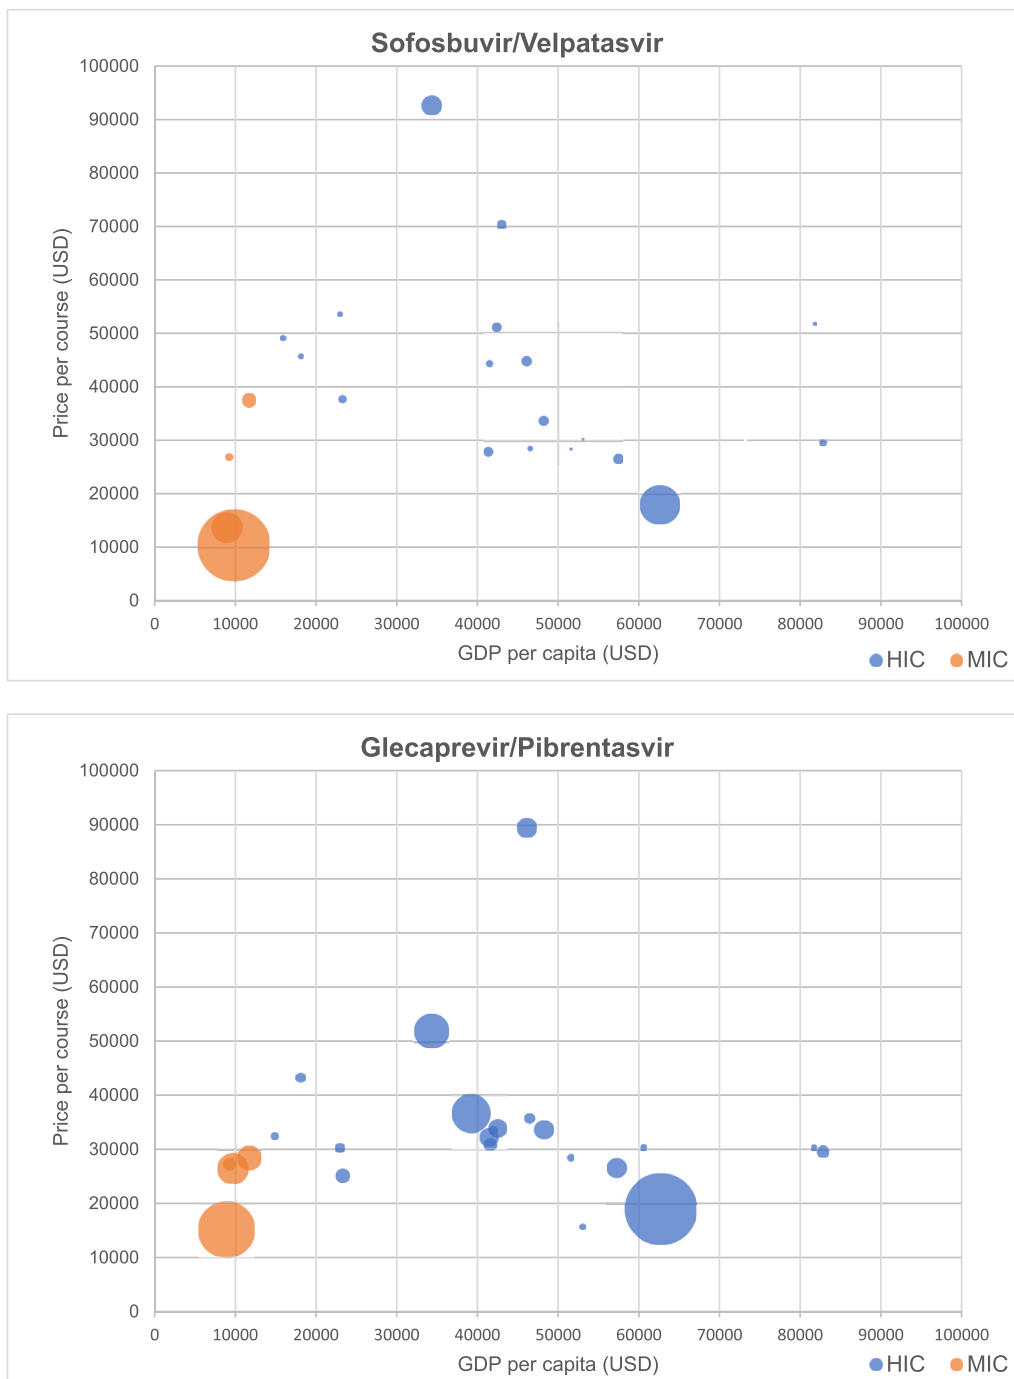 Sofosbuvir/Velpatasvir
100000
90000
80000
70000
60000
50000
40000
30000
20000
10000
0
Price per course (USD)
0 10000 20000 30000 40000 50000 60000 70000 80000 90000 100000
GDP per capita (USD)
HIC MIC
Glecaprevir/Pibrentasvir
100000
90000
80000
70000
60000
50000
40000
30000
20000
10000
0
Price per course (USD)
0 10000 20000 30000 40000 50000 60000 70000 80000 90000 100000
GDP per capita (USD)
HIC MIC